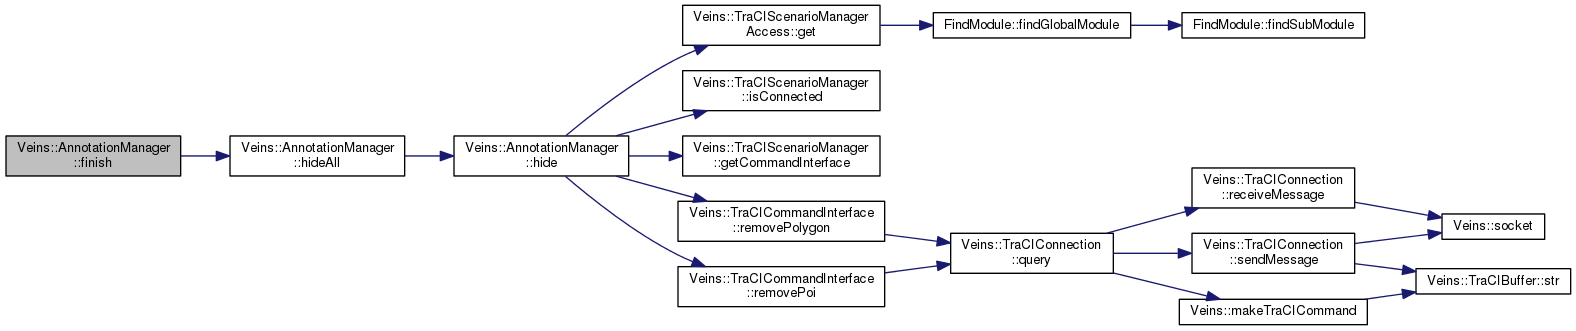 Veins::AnnotationManager
::finish
Veins::AnnotationManager
::hideAll
Veins::AnnotationManager
::hide
Veins::TraCIScenarioManager
Access::get
FindModule::findGlobalModule
FindModule::findSubModule
Veins::TraCIScenarioManager
::isConnected
Veins::TraCIScenarioManager
::getCommandInterface
Veins::TraCICommandInterface
::removePolygon
Veins::TraCICommandInterface
::removePoi
Veins::TraCIConnection
::query
Veins::TraCIConnection
::receiveMessage
Veins::TraCIConnection
::sendMessage
Veins::makeTraCICommand
Veins::socket
Veins::TraCIBuffer::str